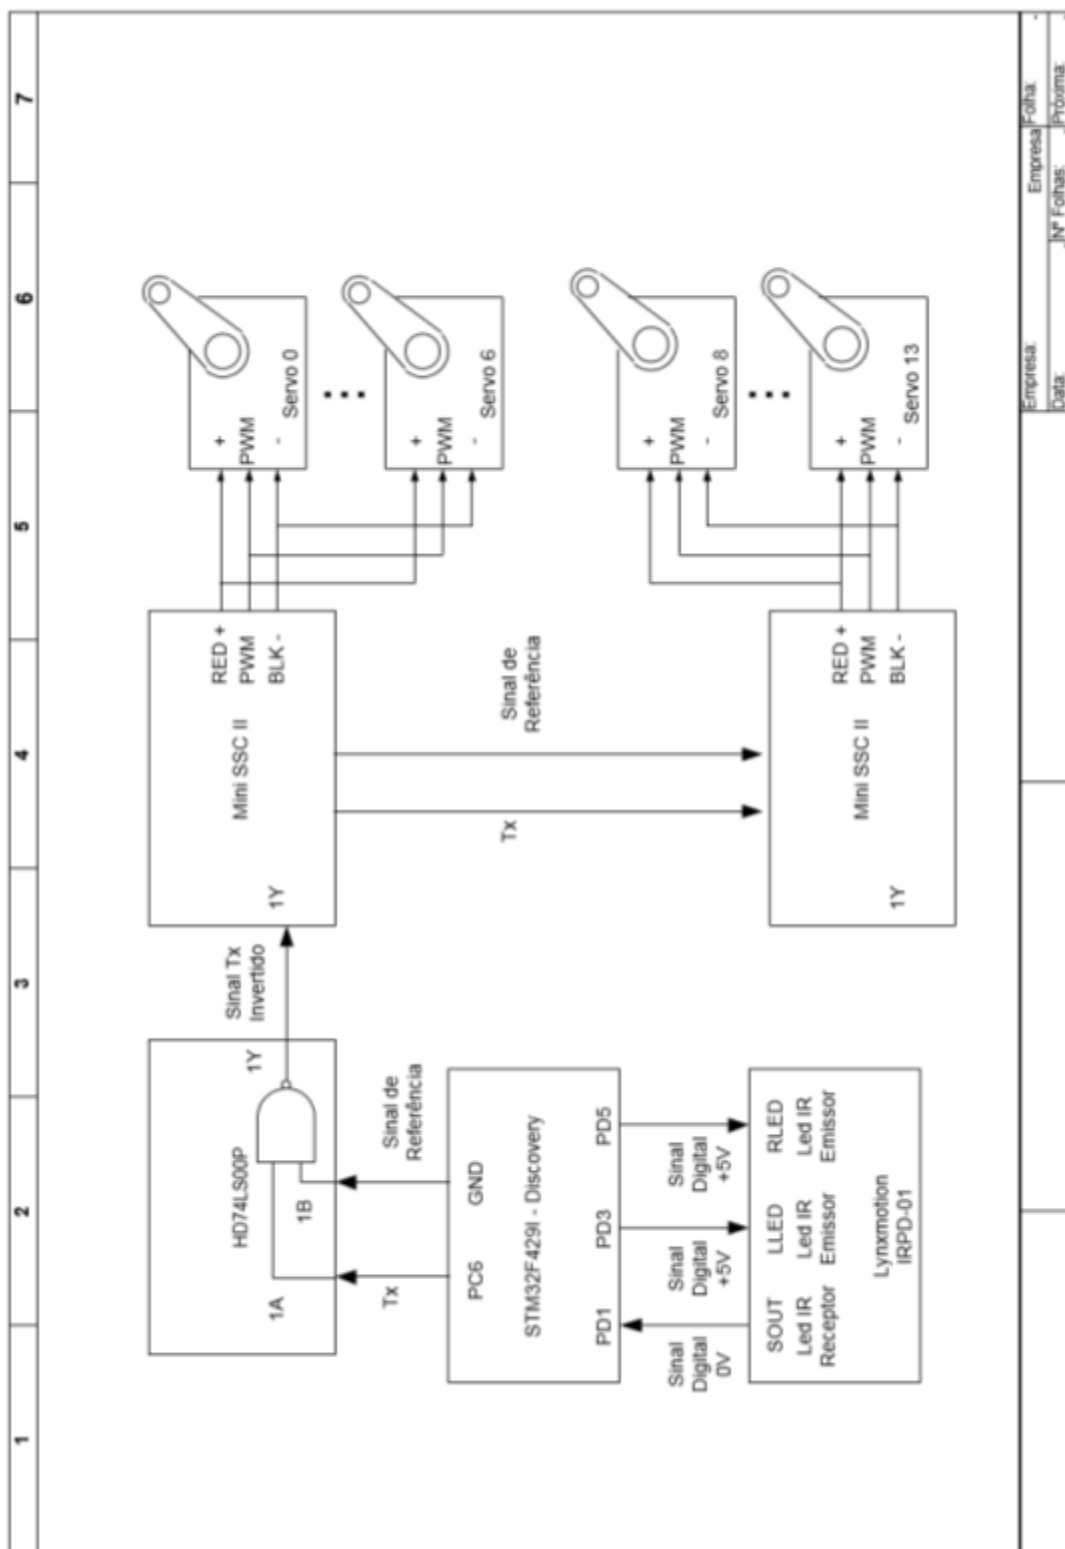 1
2
3
4
5
6
7
HD74LS00P
1A
1B
1Y
Sinal Tx
Invertido
Tx
Sinal de
Referência
PC6
GND
STM32F429I - Discovery
PD1
PD3
PD5
Sinal
Digital
0V
Sinal
Digital
+5V
Sinal
Digital
+5V
SOUT
Led IR
Receptor
LLED
Led IR
Emissor
RLED
Led IR
Emissor
Lynxmotion
IRPD-01
1Y
Mini SSC II
RED +
PWM
BLK -
Tx
Sinal de
Referência
1Y
Mini SSC II
RED +
PWM
BLK -
+
PWM
-
Servo 0
+
PWM
-
Servo 6
+
PWM
-
Servo 8
+
PWM
-
Servo 13
Empresa:
Empresa
Folha:
-
Data:
Nº Folhas:
Próxima: